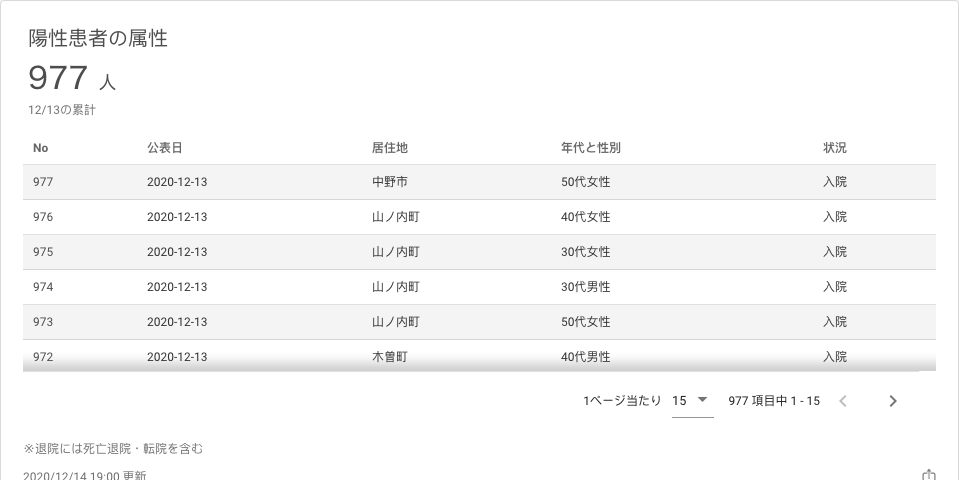 陽性患者の属性
977 人
12/13の累計
No 公表日 居住地 年代と性別 状況
977 2020-12-13 中野市 50代女性 入院
976 2020-12-13 山ノ内町 40代女性 入院
975 2020-12-13 山ノ内町 30代女性 入院
974 2020-12-13 山ノ内町 30代男性 入院
973 2020-12-13 山ノ内町 50代女性 入院
972 2020-12-13 木曽町 40代男性 入院
1ページ当たり 15 977 項目中 1 - 15
※退院には死亡退院・転院を含む
2020/12/14 19:00 更新